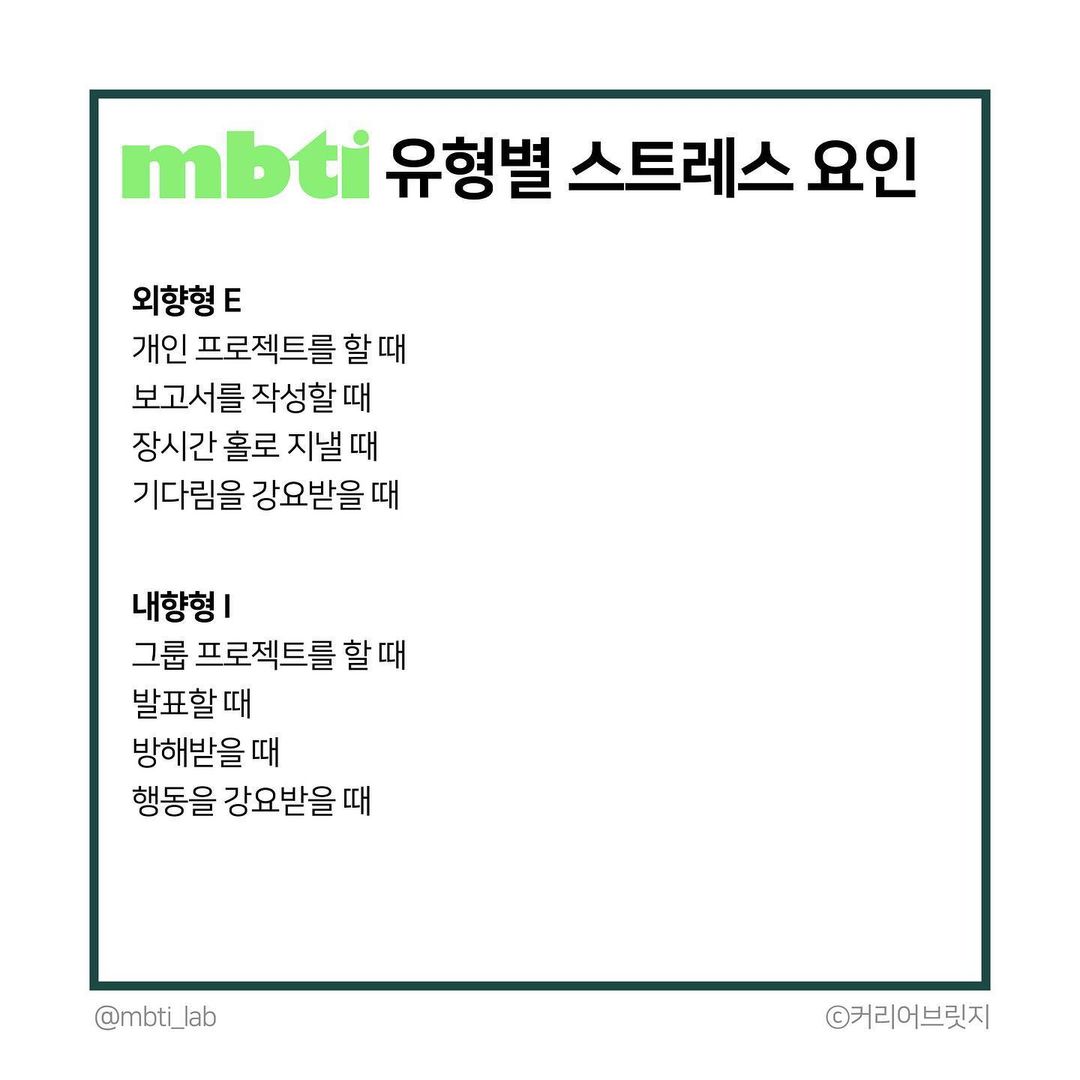 mbti 유형별 스트레스 요인
외향형 E
개인 프로젝트를 할 때
보고서를 작성할 때
장시간 홀로 지낼 때
기다림을 강요받을 때
내향형 I
그룹 프로젝트를 할 때
발표할 때
방해받을 때
행동을 강요받을 때
@mbti_lab
©커리어브릿지